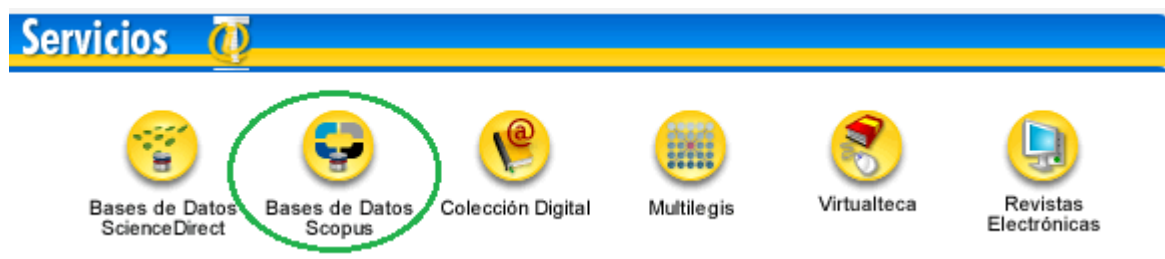 Servicios
Bases de Datos
ScienceDirect
Bases de Datos
Scopus
@
Colección Digital
Multilegis
Virtualteca
Revistas
Electrónicas